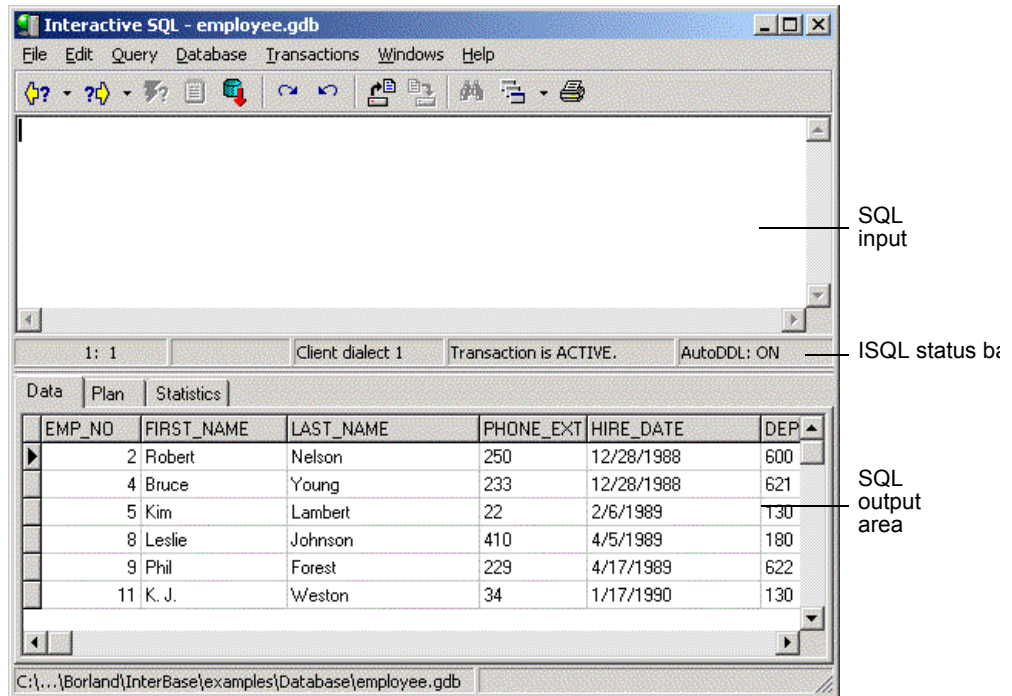 Interactive SQL - employee.gdb
File Edit Query Database Transactions Windows Help
SQL
input
1: 1 Client dialect 1 Transaction is ACTIVE. AutoDDL: ON
ISQL status ba
Data Plan Statistics
EMP_NO FIRST_NAME LAST_NAME PHONE_EXT HIRE_DATE DEP
2 Robert Nelson 250 12/28/1988 600
4 Bruce Young 233 12/28/1988 621
5 Kim Lambert 22 2/6/1989 130
8 Leslie Johnson 410 4/5/1989 180
9 Phil Forest 229 4/17/1989 622
11 K. J. Weston 34 1/17/1990 130
SQL
output
area
C:\...\Borland\InterBase\examples\Database\employee.gdb